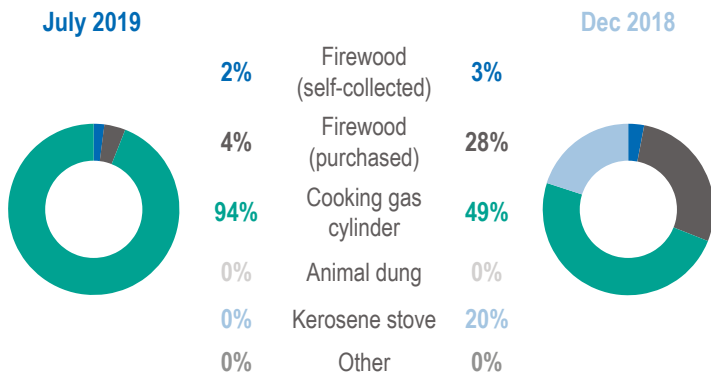 July 2019
Dec 2018
2%
Firewood
(self-collected)
3%
4%
Firewood
(purchased)
28%
94%
Cooking gas
cylinder
49%
0%
Animal dung
0%
0%
Kerosene stove
20%
0%
Other
0%